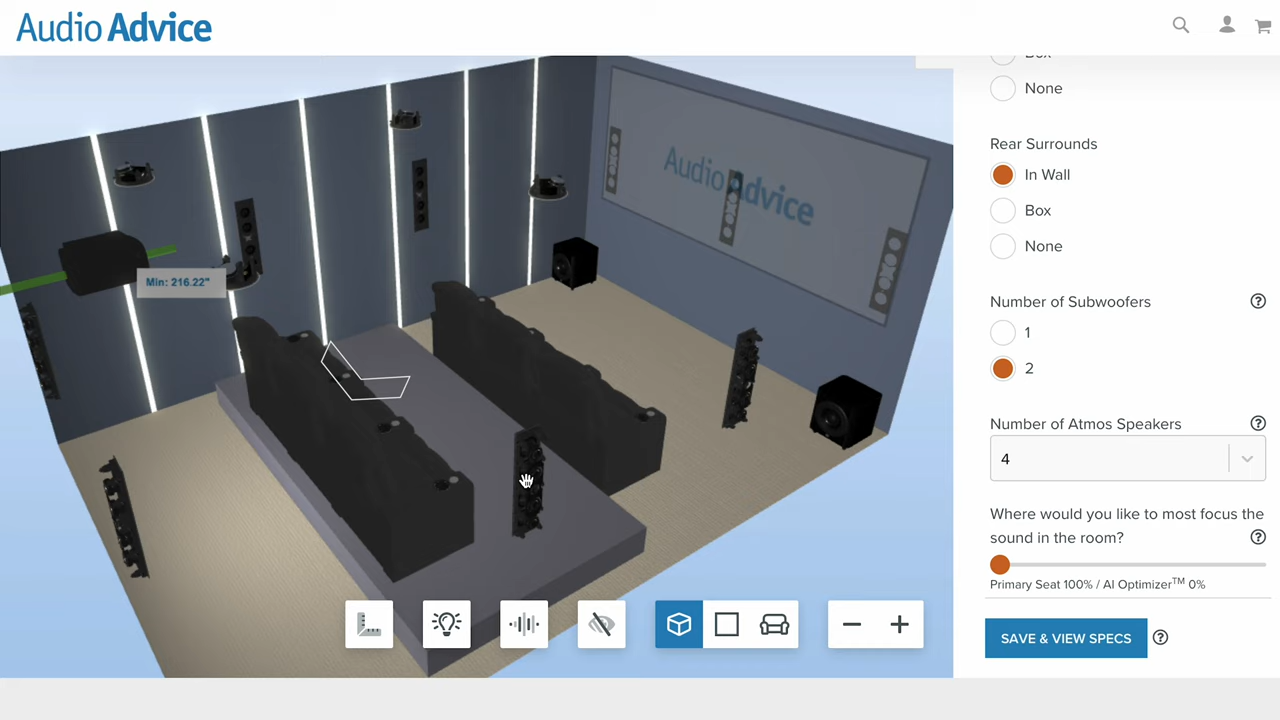 Audio Advice
Audio Advice
Min: 216.22"
None
Rear Surrounds
In Wall
Box
None
Number of Subwoofers
1
2
Number of Atmos Speakers
4
Where would you like to most focus the
sound in the room?
Primary Seat 100% / AI Optimizer™ 0%
SAVE & VIEW SPECS